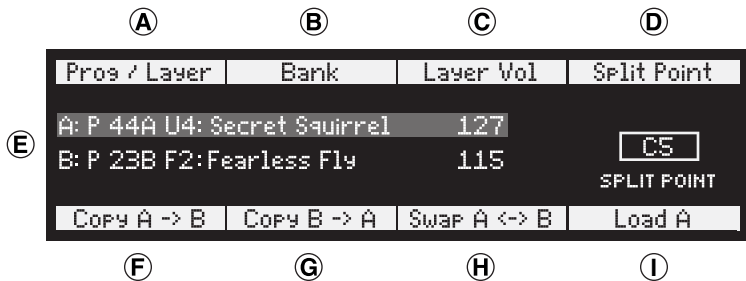 A B C D
Prog / Layer Bank Layer Vol Split Point
E
A: P 44A U4: Secret Squirrel 127
B: P 23B F2: Fearless Fly 115
C5
SPLIT POINT
Copy A -> B Copy B -> A Swap A <-> B Load A
F G H I